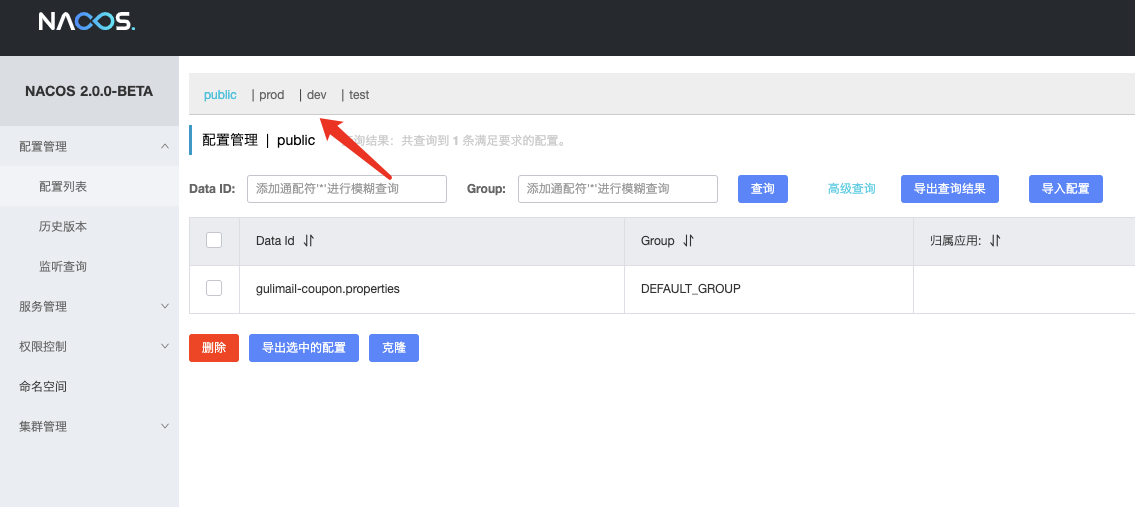 NACOS.
NACOS 2.0.0-BETA
配置管理
配置列表
历史版本
监听查询
服务管理
权限控制
命名空间
集群管理
public | prod | dev | test
配置管理 | public 询结果：共查询到 1 条满足要求的配置。
Data ID: 添加通配符'*'进行模糊查询 Group: 添加通配符'*'进行模糊查询 查询 高级查询 导出查询结果 导入配置
Data Id Group 归属应用:
gulimail-coupon.properties DEFAULT_GROUP
删除 导出选中的配置 克隆